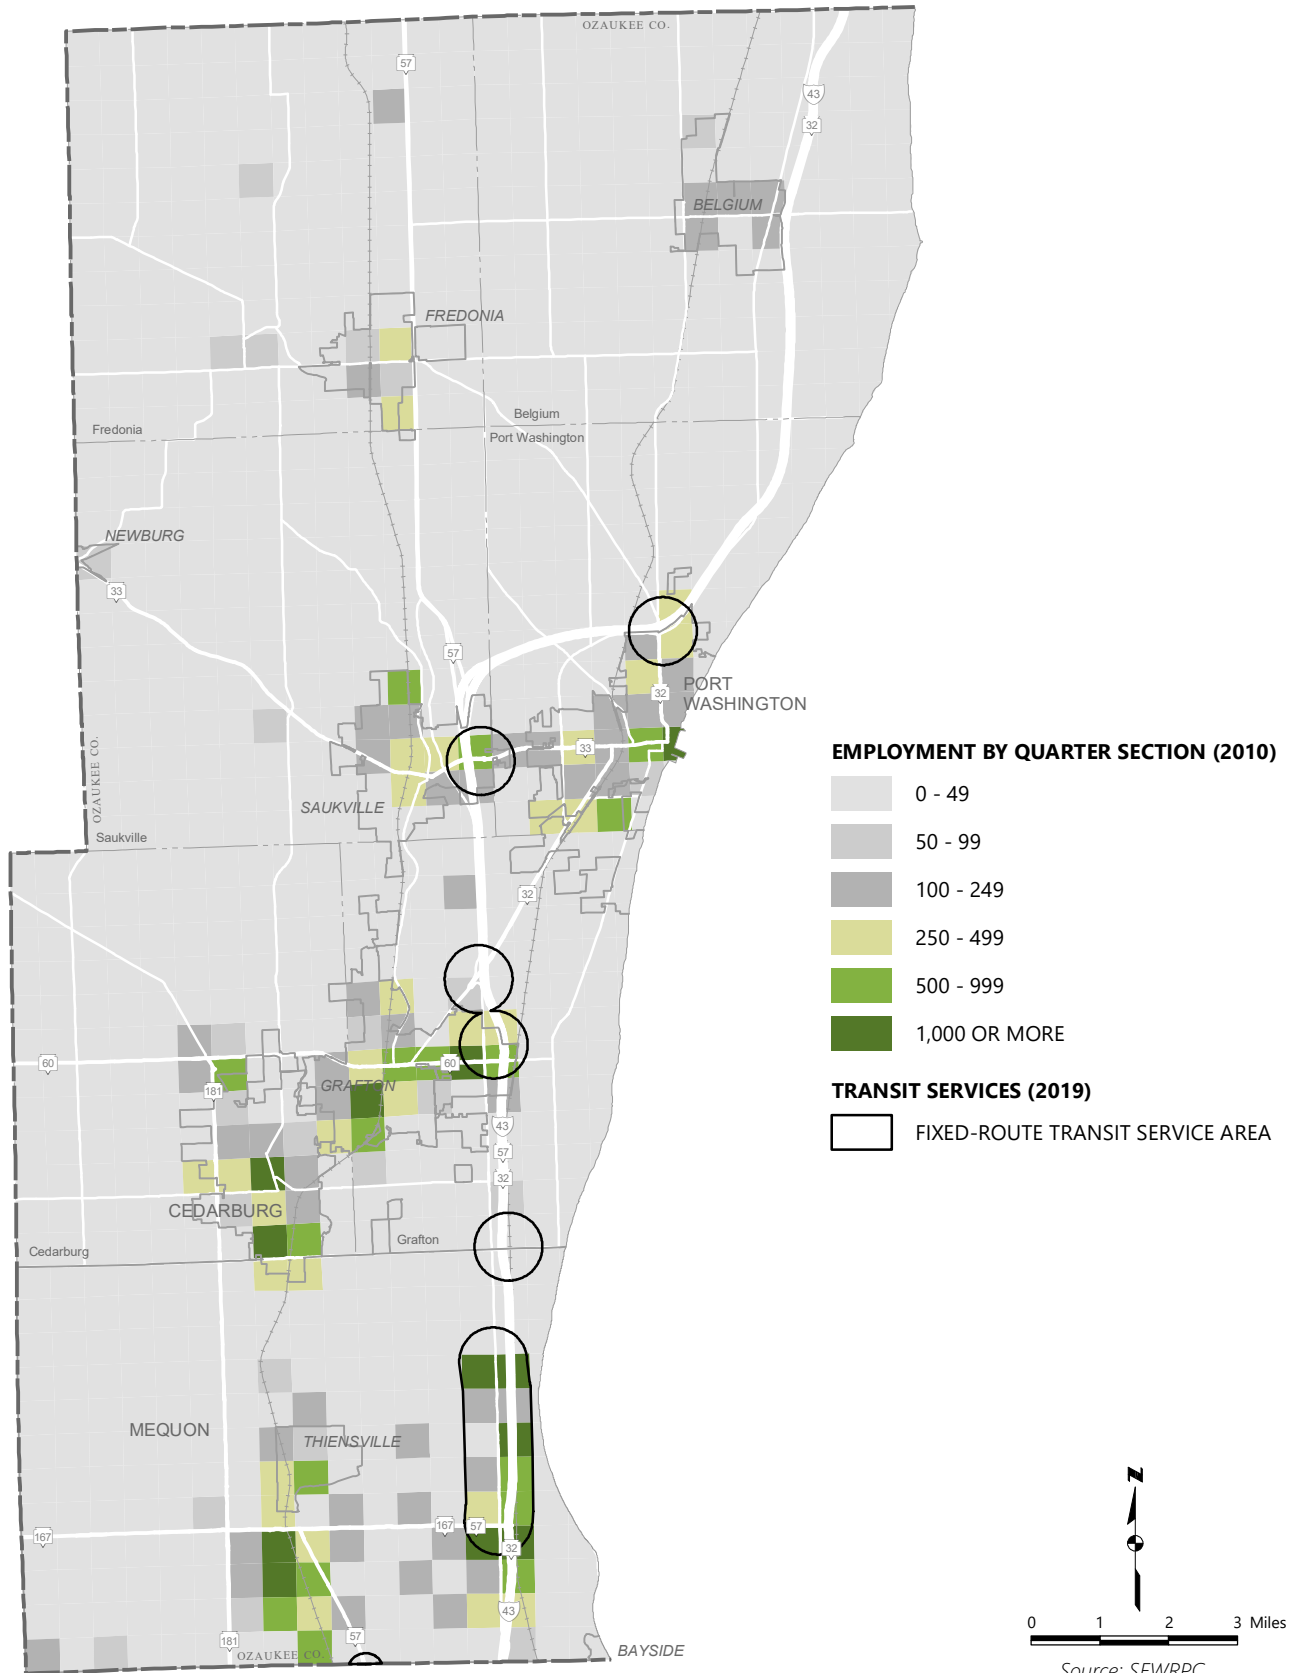 OZAUKEE CO.
57
43
32
BELGIUM
FREDONIA
Belgium
Fredonia
Port Washington
NEWBURG
33
57
32
PORT
WASHINGTON
33
OZAUKEE CO.
SAUKVILLE
Saukville
32
60
60
181
GRAFTON
43
57
32
CEDARBURG
Cedarburg
Grafton
MEQUON
THIENSVILLE
167
167
57
32
43
181
57
OZAUKEE CO.
BAYSIDE
EMPLOYMENT BY QUARTER SECTION (2010)
0 - 49
50 - 99
100 - 249
250 - 499
500 - 999
1,000 OR MORE
TRANSIT SERVICES (2019)
FIXED-ROUTE TRANSIT SERVICE AREA
N
0 1 2 3 Miles
Source: SEWRPC